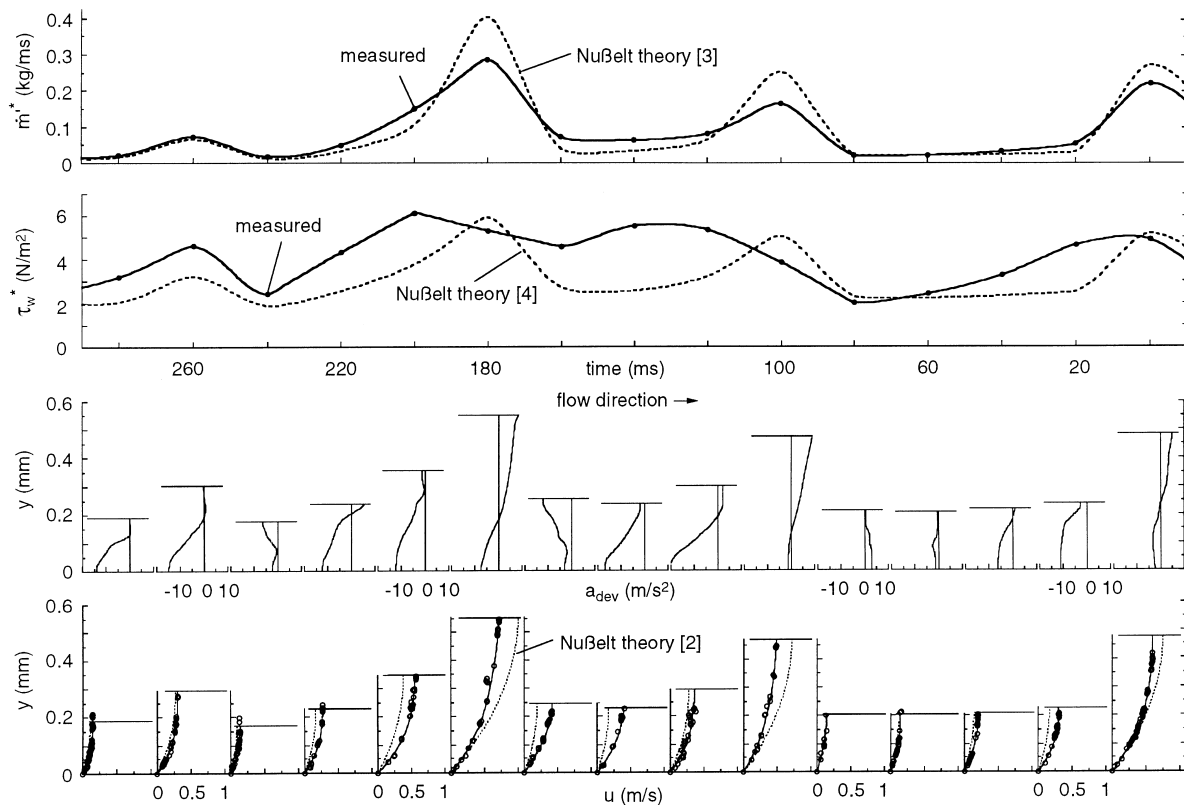 0.4
0.3
0.2
0.1
0
ṁ'* (kg/ms)
measured
Nußelt theory [3]
6
4
2
0
τw* (N/m²)
measured
Nußelt theory [4]
260 220 180 time (ms) 100 60 20
flow direction →
0.6
0.4
0.2
0
y (mm)
-10 0 10 -10 0 10 adev (m/s²) -10 0 10 -10 0 10
0.6
0.4
0.2
0
y (mm)
Nußelt theory [2]
0 0.5 1 0 0.5 1 u (m/s) 0 0.5 1 0 0.5 1